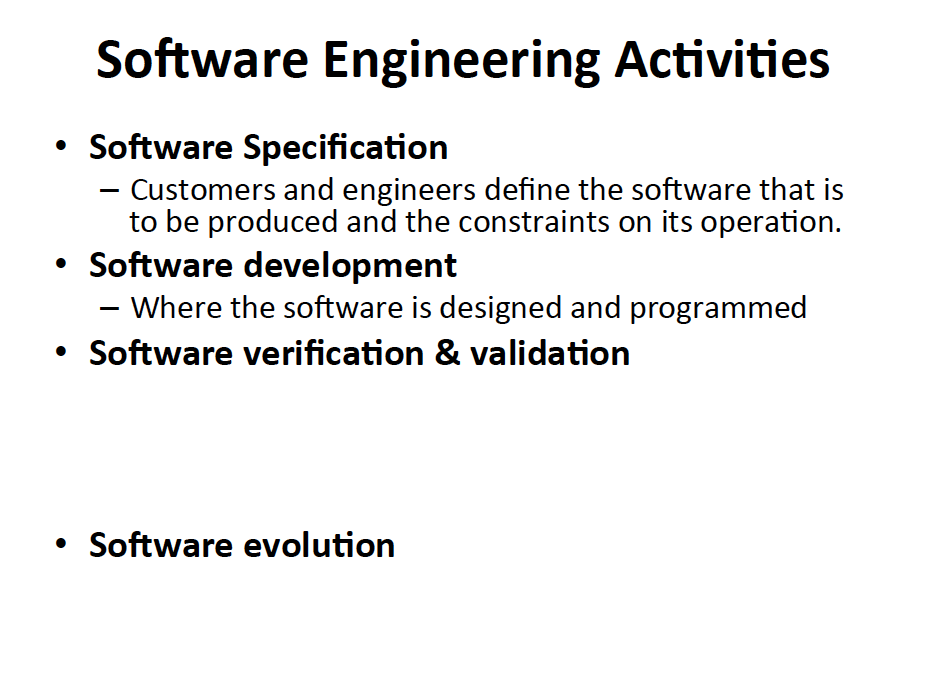 Software Engineering Activities
• Software Specification
– Customers and engineers define the software that is
to be produced and the constraints on its operation.
• Software development
– Where the software is designed and programmed
• Software verification & validation
• Software evolution